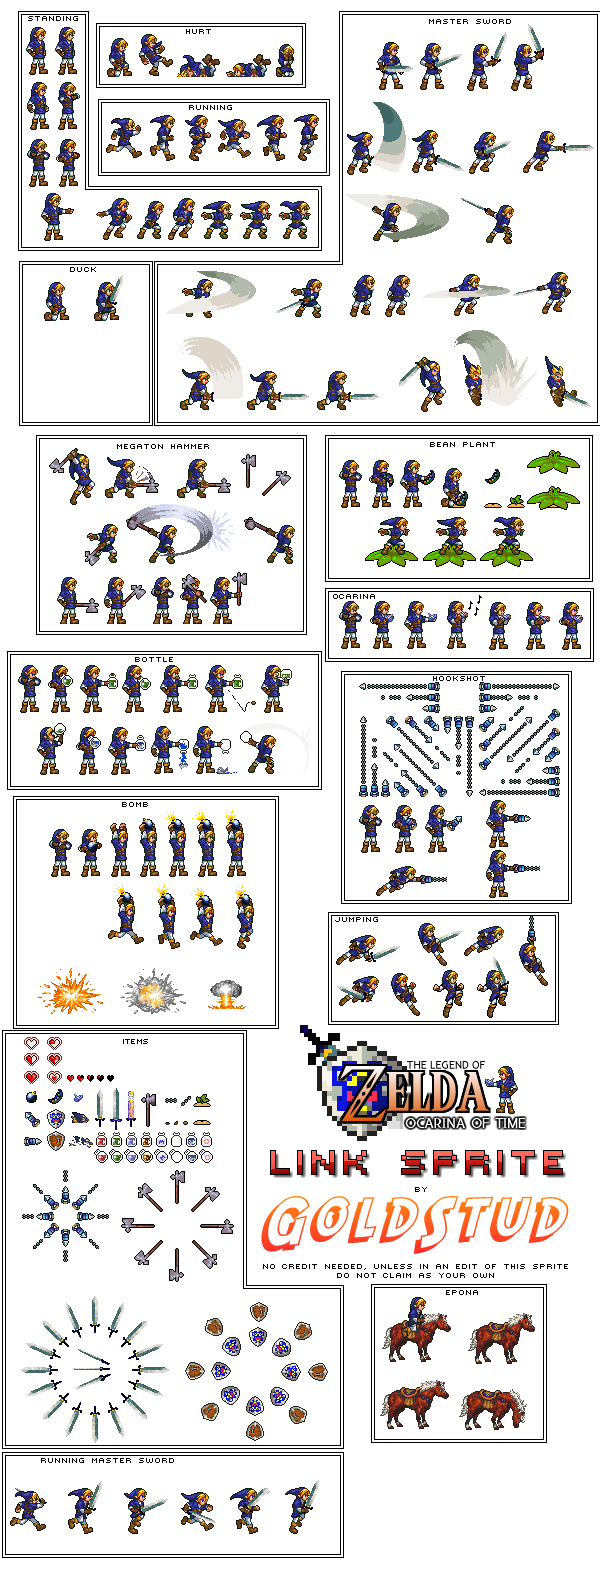 STANDING
HURT
MASTER SWORD
RUNNING
DUCK
MEGATON HAMMER
BEAN PLANT
OCARINA
BOTTLE
HOOKSHOT
BOMB
JUMPING
ITEMS
THE LEGEND OF
ZELDA
OCARINA OF TIME
LINK SPRITE
BY
GOLDSTUD
NO CREDIT NEEDED, UNLESS IN AN EDIT OF THIS SPRITE
DO NOT CLAIM AS YOUR OWN
EPONA
RUNNING MASTER SWORD